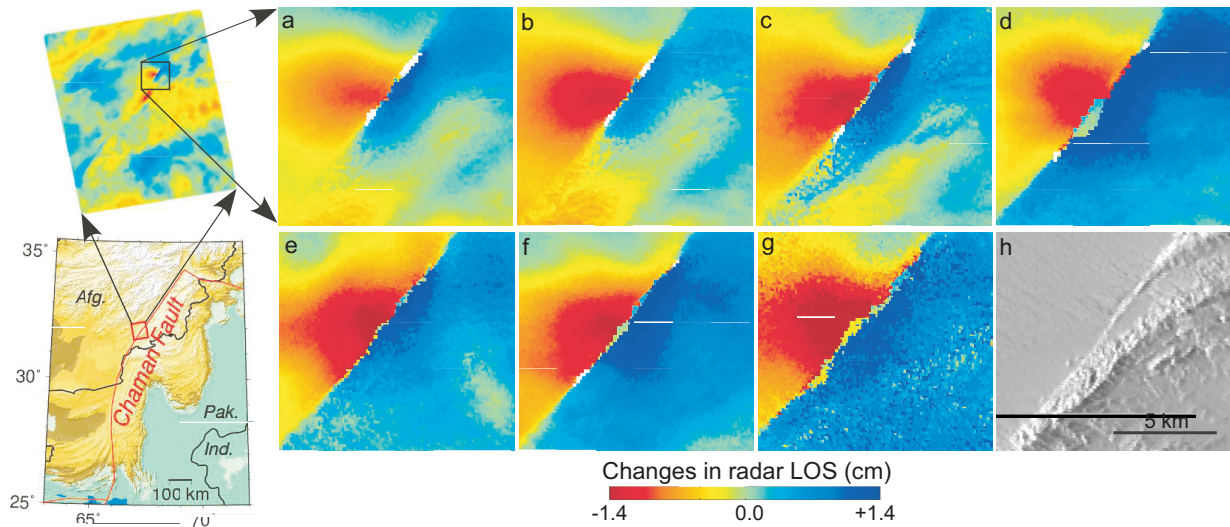 a
b
c
d
e
f
g
h
5 km
35°
Afg.
30°
Chaman Fault
Pak.
Ind.
100 km
25°
65°
70°
Changes in radar LOS (cm)
-1.4
0.0
+1.4